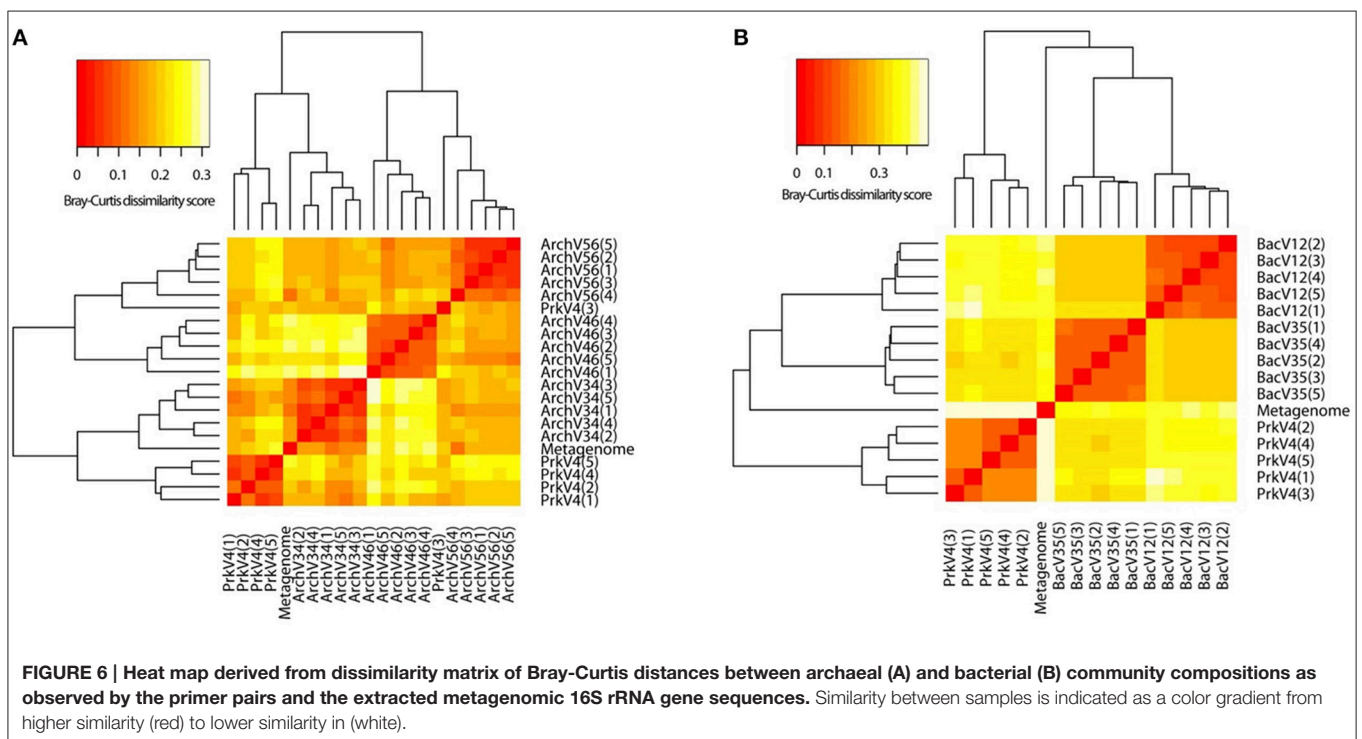 A
0 0.1 0.2 0.3
Bray-Curtis dissimilarity score
ArchV56(5)
ArchV56(2)
ArchV56(1)
ArchV56(3)
ArchV56(4)
PrkV4(3)
ArchV46(4)
ArchV46(3)
ArchV46(2)
ArchV46(5)
ArchV46(1)
ArchV34(3)
ArchV34(5)
ArchV34(1)
ArchV34(4)
ArchV34(2)
Metagenome
PrkV4(5)
PrkV4(4)
PrkV4(2)
PrkV4(1)
PrkV4(1)
PrkV4(2)
PrkV4(4)
PrkV4(5)
Metagenome
ArchV34(2)
ArchV34(4)
ArchV34(1)
ArchV34(5)
ArchV34(3)
ArchV46(1)
ArchV46(5)
ArchV46(2)
ArchV46(3)
ArchV46(4)
PrkV4(3)
ArchV56(4)
ArchV56(3)
ArchV56(1)
ArchV56(2)
ArchV56(5)
B
0 0.1 0.3
Bray-Curtis dissimilarity score
BacV12(2)
BacV12(3)
BacV12(4)
BacV12(5)
BacV12(1)
BacV35(1)
BacV35(4)
BacV35(2)
BacV35(3)
BacV35(5)
Metagenome
PrkV4(2)
PrkV4(4)
PrkV4(5)
PrkV4(1)
PrkV4(3)
PrkV4(3)
PrkV4(1)
PrkV4(5)
PrkV4(4)
PrkV4(2)
Metagenome
BacV35(5)
BacV35(3)
BacV35(2)
BacV35(4)
BacV35(1)
BacV12(1)
BacV12(5)
BacV12(4)
BacV12(3)
BacV12(2)
FIGURE 6 | Heat map derived from dissimilarity matrix of Bray-Curtis distances between archaeal (A) and bacterial (B) community compositions as
observed by the primer pairs and the extracted metagenomic 16S rRNA gene sequences. Similarity between samples is indicated as a color gradient from
higher similarity (red) to lower similarity in (white).